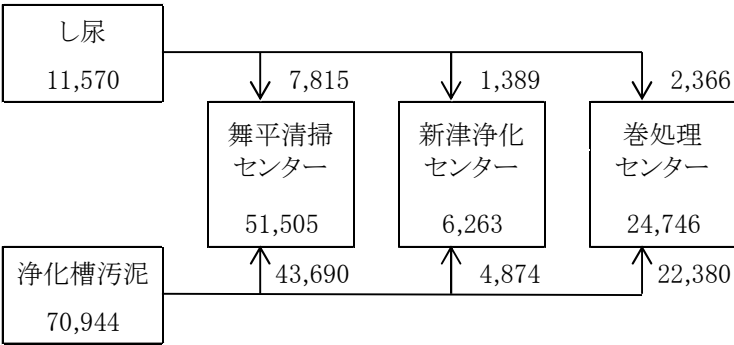 し尿
11,570
7,815
1,389
2,366
舞平清掃
センター
51,505
新津浄化
センター
6,263
巻処理
センター
24,746
浄化槽汚泥
70,944
43,690
4,874
22,380